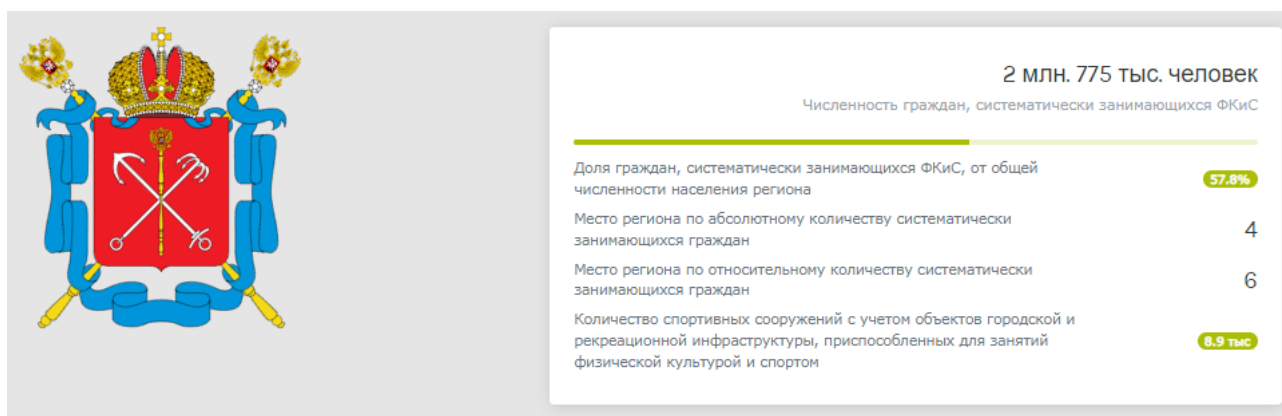 2 млн. 775 тыс. человек
Численность граждан, систематически занимающихся ФКиС
Доля граждан, систематически занимающихся ФКиС, от общей
численности населения региона
57.8%
Место региона по абсолютному количеству систематически
занимающихся граждан
4
Место региона по относительному количеству систематически
занимающихся граждан
6
Количество спортивных сооружений с учетом объектов городской и
рекреационной инфраструктуры, приспособленных для занятий
физической культурой и спортом
8.9 тыс